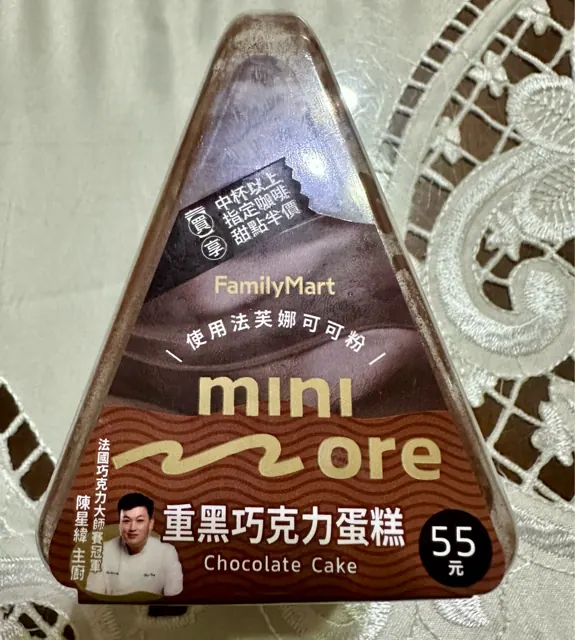 買
享
中杯以上
指定咖啡
甜點半價
FamilyMart
使用法芙娜可可粉
mini
more
法國巧克力大師賽冠軍
陳星緯 主廚
重黑巧克力蛋糕
Chocolate Cake
55
元